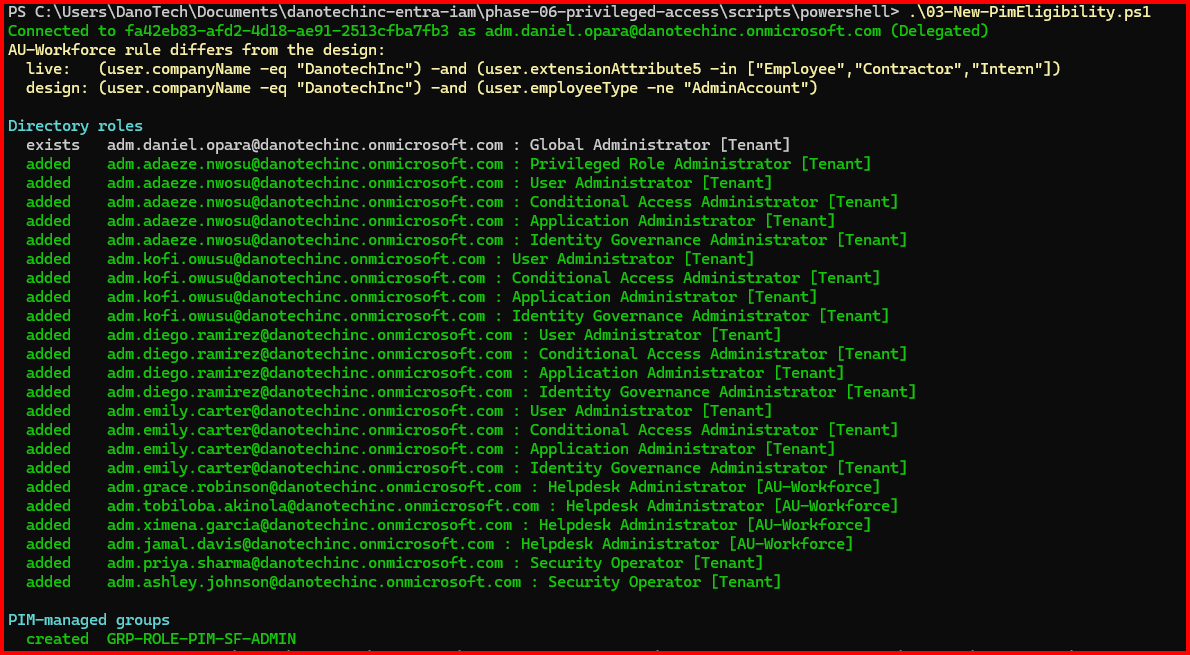 PS C:\Users\DanoTech\Documents\danotechinc-entra-iam\phase-06-privileged-access\scripts\powershell> .\03-New-PimEligibility.ps1
Connected to fa42eb83-afd2-4d18-ae91-2513cfba7fb3 as adm.daniel.opara@danotechinc.onmicrosoft.com (Delegated)
AU-Workforce rule differs from the design:
  live:   (user.companyName -eq "DanotechInc") -and (user.extensionAttribute5 -in ["Employee","Contractor","Intern"])
  design: (user.companyName -eq "DanotechInc") -and (user.employeeType -ne "AdminAccount")

Directory roles
  exists   adm.daniel.opara@danotechinc.onmicrosoft.com : Global Administrator [Tenant]
  added    adm.adaeze.nwosu@danotechinc.onmicrosoft.com : Privileged Role Administrator [Tenant]
  added    adm.adaeze.nwosu@danotechinc.onmicrosoft.com : User Administrator [Tenant]
  added    adm.adaeze.nwosu@danotechinc.onmicrosoft.com : Conditional Access Administrator [Tenant]
  added    adm.adaeze.nwosu@danotechinc.onmicrosoft.com : Application Administrator [Tenant]
  added    adm.adaeze.nwosu@danotechinc.onmicrosoft.com : Identity Governance Administrator [Tenant]
  added    adm.kofi.owusu@danotechinc.onmicrosoft.com : User Administrator [Tenant]
  added    adm.kofi.owusu@danotechinc.onmicrosoft.com : Conditional Access Administrator [Tenant]
  added    adm.kofi.owusu@danotechinc.onmicrosoft.com : Application Administrator [Tenant]
  added    adm.kofi.owusu@danotechinc.onmicrosoft.com : Identity Governance Administrator [Tenant]
  added    adm.diego.ramirez@danotechinc.onmicrosoft.com : User Administrator [Tenant]
  added    adm.diego.ramirez@danotechinc.onmicrosoft.com : Conditional Access Administrator [Tenant]
  added    adm.diego.ramirez@danotechinc.onmicrosoft.com : Application Administrator [Tenant]
  added    adm.diego.ramirez@danotechinc.onmicrosoft.com : Identity Governance Administrator [Tenant]
  added    adm.emily.carter@danotechinc.onmicrosoft.com : User Administrator [Tenant]
  added    adm.emily.carter@danotechinc.onmicrosoft.com : Conditional Access Administrator [Tenant]
  added    adm.emily.carter@danotechinc.onmicrosoft.com : Application Administrator [Tenant]
  added    adm.emily.carter@danotechinc.onmicrosoft.com : Identity Governance Administrator [Tenant]
  added    adm.grace.robinson@danotechinc.onmicrosoft.com : Helpdesk Administrator [AU-Workforce]
  added    adm.tobiloba.akinola@danotechinc.onmicrosoft.com : Helpdesk Administrator [AU-Workforce]
  added    adm.ximena.garcia@danotechinc.onmicrosoft.com : Helpdesk Administrator [AU-Workforce]
  added    adm.jamal.davis@danotechinc.onmicrosoft.com : Helpdesk Administrator [AU-Workforce]
  added    adm.priya.sharma@danotechinc.onmicrosoft.com : Security Operator [Tenant]
  added    adm.ashley.johnson@danotechinc.onmicrosoft.com : Security Operator [Tenant]

PIM-managed groups
  created  GRP-ROLE-PIM-SF-ADMIN